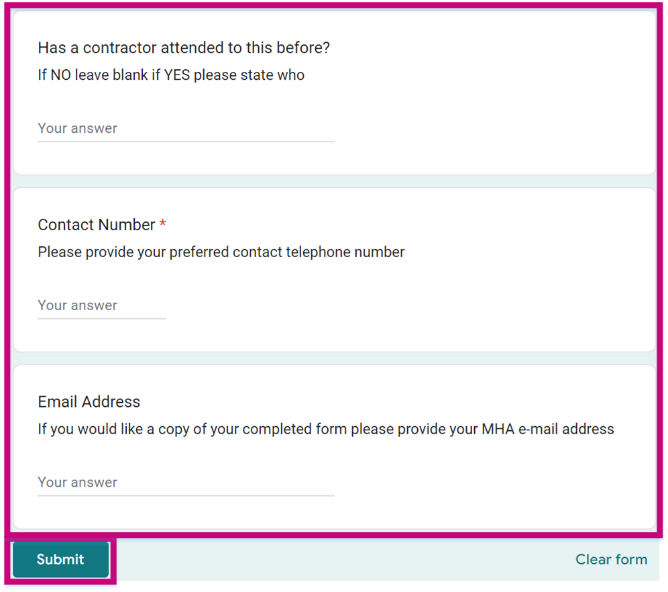 Has a contractor attended to this before?
If NO leave blank if YES please state who
Your answer
Contact Number *
Please provide your preferred contact telephone number
Your answer
Email Address
If you would like a copy of your completed form please provide your MHA e-mail address
Your answer
Submit
Clear form